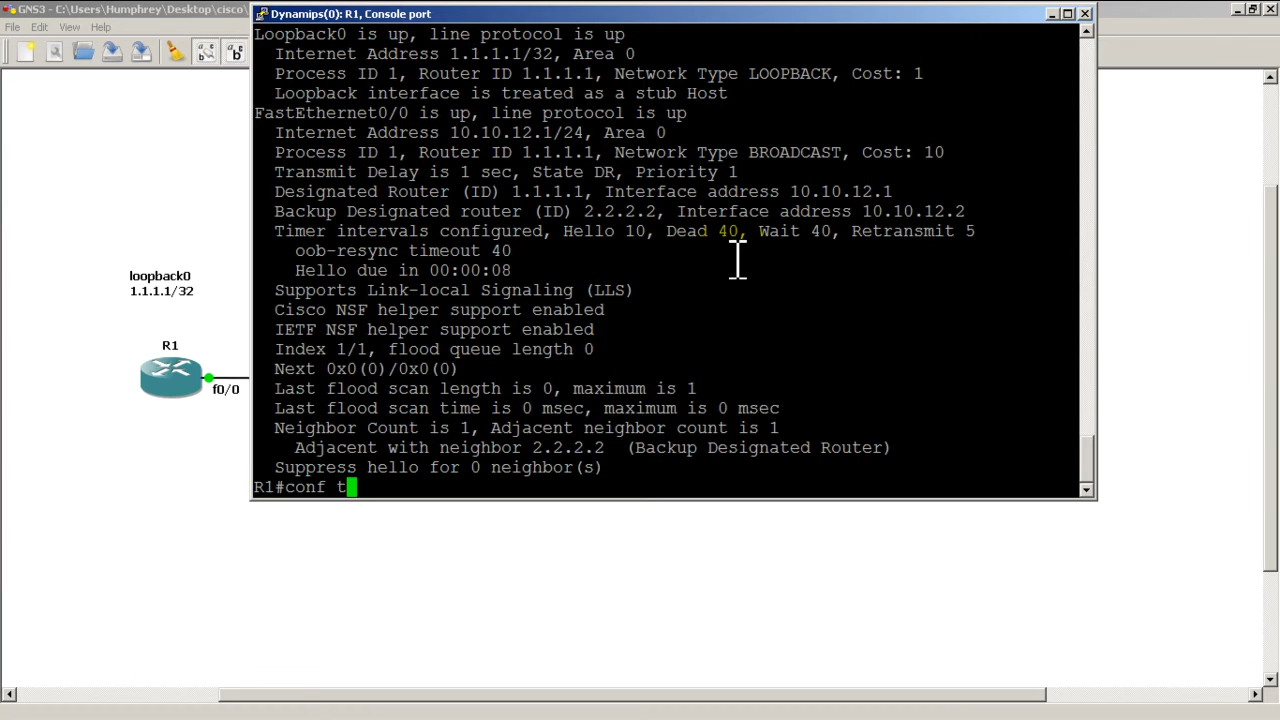 GNS3 - C:\Users\Humphrey\Desktop\cisco\
File Edit View Help
Dynamips(0): R1, Console port
Loopback0 is up, line protocol is up
Internet Address 1.1.1.1/32, Area 0
Process ID 1, Router ID 1.1.1.1, Network Type LOOPBACK, Cost: 1
Loopback interface is treated as a stub Host
FastEthernet0/0 is up, line protocol is up
Internet Address 10.10.12.1/24, Area 0
Process ID 1, Router ID 1.1.1.1, Network Type BROADCAST, Cost: 10
Transmit Delay is 1 sec, State DR, Priority 1
Designated Router (ID) 1.1.1.1, Interface address 10.10.12.1
Backup Designated router (ID) 2.2.2.2, Interface address 10.10.12.2
Timer intervals configured, Hello 10, Dead 40, Wait 40, Retransmit 5
oob-resync timeout 40
Hello due in 00:00:08
Supports Link-local Signaling (LLS)
Cisco NSF helper support enabled
IETF NSF helper support enabled
Index 1/1, flood queue length 0
Next 0x0(0)/0x0(0)
Last flood scan length is 0, maximum is 1
Last flood scan time is 0 msec, maximum is 0 msec
Neighbor Count is 1, Adjacent neighbor count is 1
Adjacent with neighbor 2.2.2.2 (Backup Designated Router)
Suppress hello for 0 neighbor(s)
R1#conf t
loopback0
1.1.1.1/32
R1
f0/0